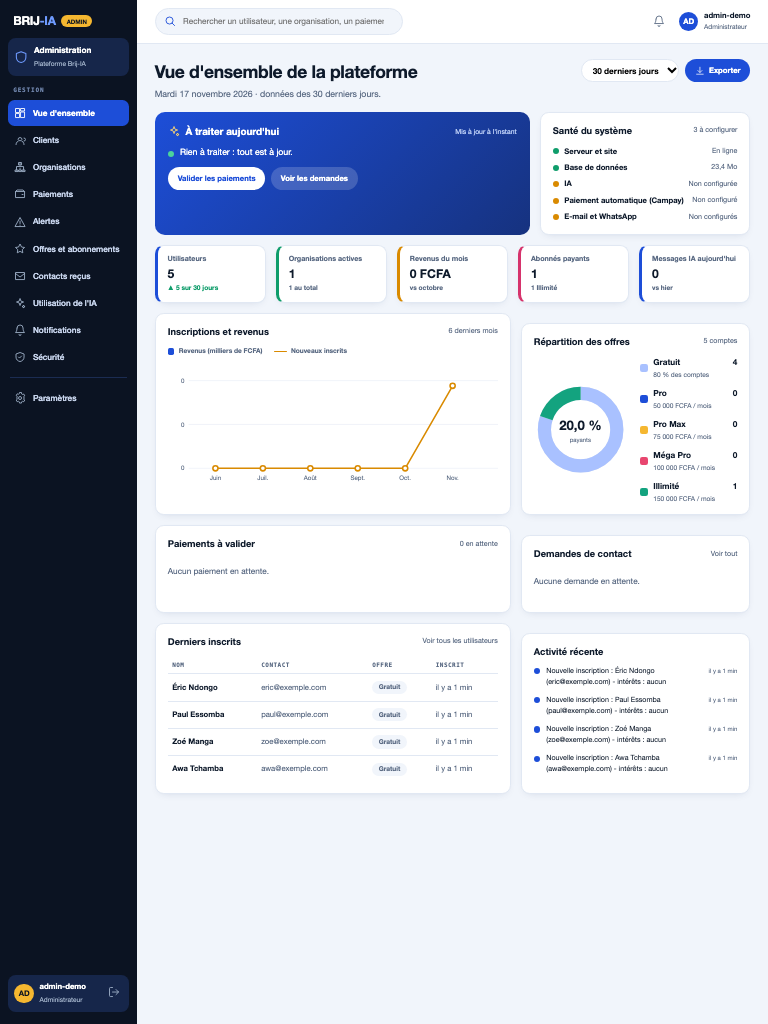 BRIJ-IA ADMIN
Administration
Plateforme Brij-IA
GESTION
Vue d'ensemble
Clients
Organisations
Paiements
Alertes
Offres et abonnements
Contacts reçus
Utilisation de l'IA
Notifications
Sécurité
Paramètres
AD
admin-demo
Administrateur
Rechercher un utilisateur, une organisation, un paiemer
AD
admin-demo
Administrateur
Vue d'ensemble de la plateforme
Mardi 17 novembre 2026 · données des 30 derniers jours.
30 derniers jours
Exporter
À traiter aujourd'hui
Mis à jour à l'instant
Rien à traiter : tout est à jour.
Valider les paiements
Voir les demandes
Santé du système
3 à configurer
Serveur et site En ligne
Base de données 23,4 Mo
IA Non configurée
Paiement automatique (Campay) Non configuré
E-mail et WhatsApp Non configurés
Utilisateurs
5
▲ 5 sur 30 jours
Organisations actives
1
1 au total
Revenus du mois
0 FCFA
vs octobre
Abonnés payants
1
1 Illimité
Messages IA aujourd'hui
0
vs hier
Inscriptions et revenus
6 derniers mois
Revenus (milliers de FCFA)
Nouveaux inscrits
0
0
0
Juin Juil. Août Sept. Oct. Nov.
Répartition des offres
5 comptes
20,0 %
payants
Gratuit 4
80 % des comptes
Pro 0
50 000 FCFA / mois
Pro Max 0
75 000 FCFA / mois
Méga Pro 0
100 000 FCFA / mois
Illimité 1
150 000 FCFA / mois
Paiements à valider
0 en attente
Aucun paiement en attente.
Demandes de contact
Voir tout
Aucune demande en attente.
Derniers inscrits
Voir tous les utilisateurs
NOM CONTACT OFFRE INSCRIT
Éric Ndongo eric@exemple.com Gratuit il y a 1 min
Paul Essomba paul@exemple.com Gratuit il y a 1 min
Zoé Manga zoe@exemple.com Gratuit il y a 1 min
Awa Tchamba awa@exemple.com Gratuit il y a 1 min
Activité récente
Nouvelle inscription : Éric Ndongo il y a 1 min
(eric@exemple.com) - intérêts : aucun
Nouvelle inscription : Paul Essomba il y a 1 min
(paul@exemple.com) - intérêts : aucun
Nouvelle inscription : Zoé Manga il y a 1 min
(zoe@exemple.com) - intérêts : aucun
Nouvelle inscription : Awa Tchamba il y a 1 min
(awa@exemple.com) - intérêts : aucun